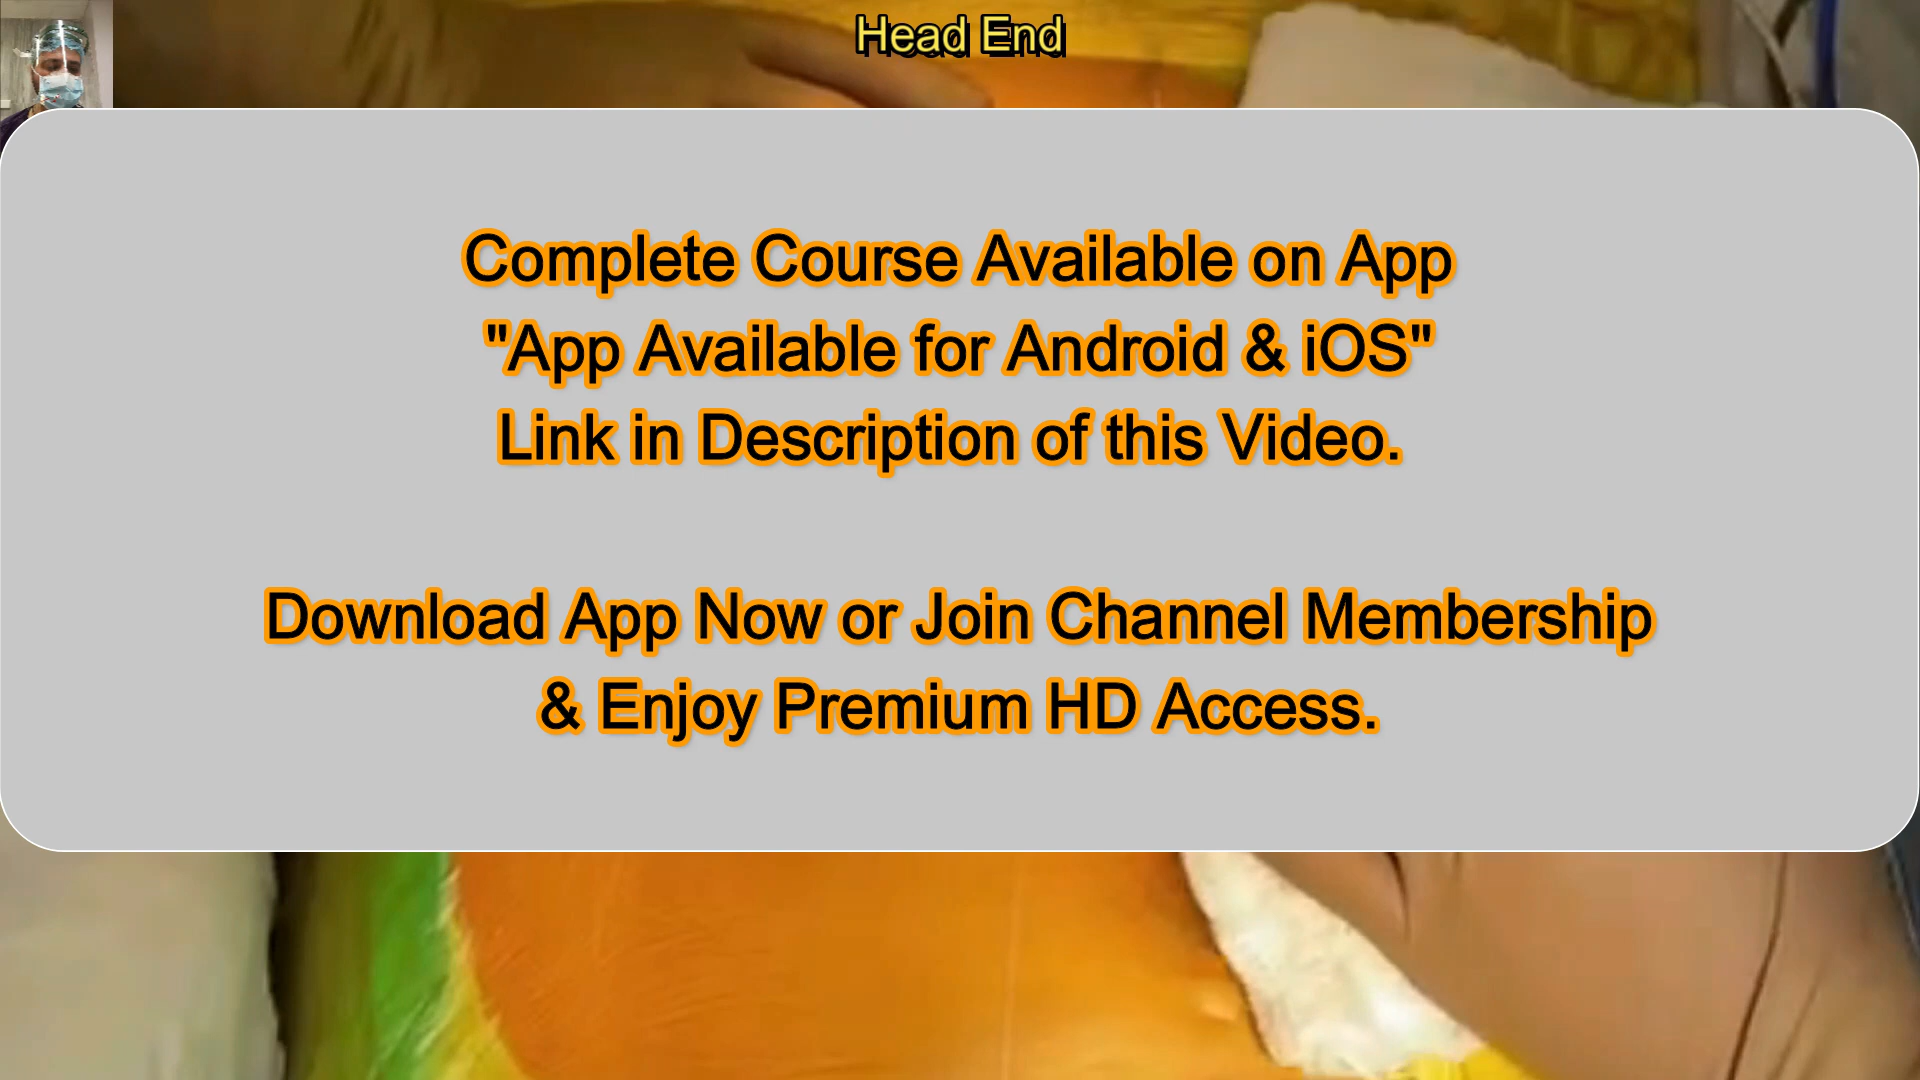 Head End
Complete Course Available on App
"App Available for Android & iOS"
Link in Description of this Video.
Download App Now or Join Channel Membership
& Enjoy Premium HD Access.